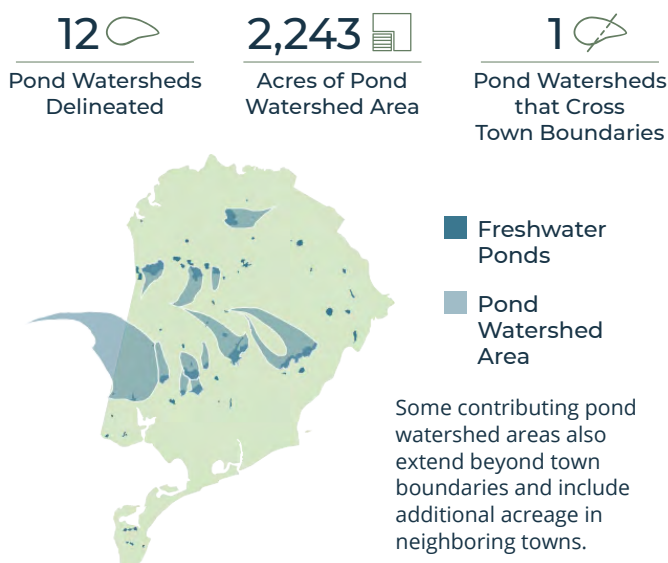 12
Pond Watersheds
Delineated
2,243
Acres of Pond
Watershed Area
1
Pond Watersheds
that Cross
Town Boundaries
Freshwater
Ponds
Pond
Watershed
Area
Some contributing pond
watershed areas also
extend beyond town
boundaries and include
additional acreage in
neighboring towns.